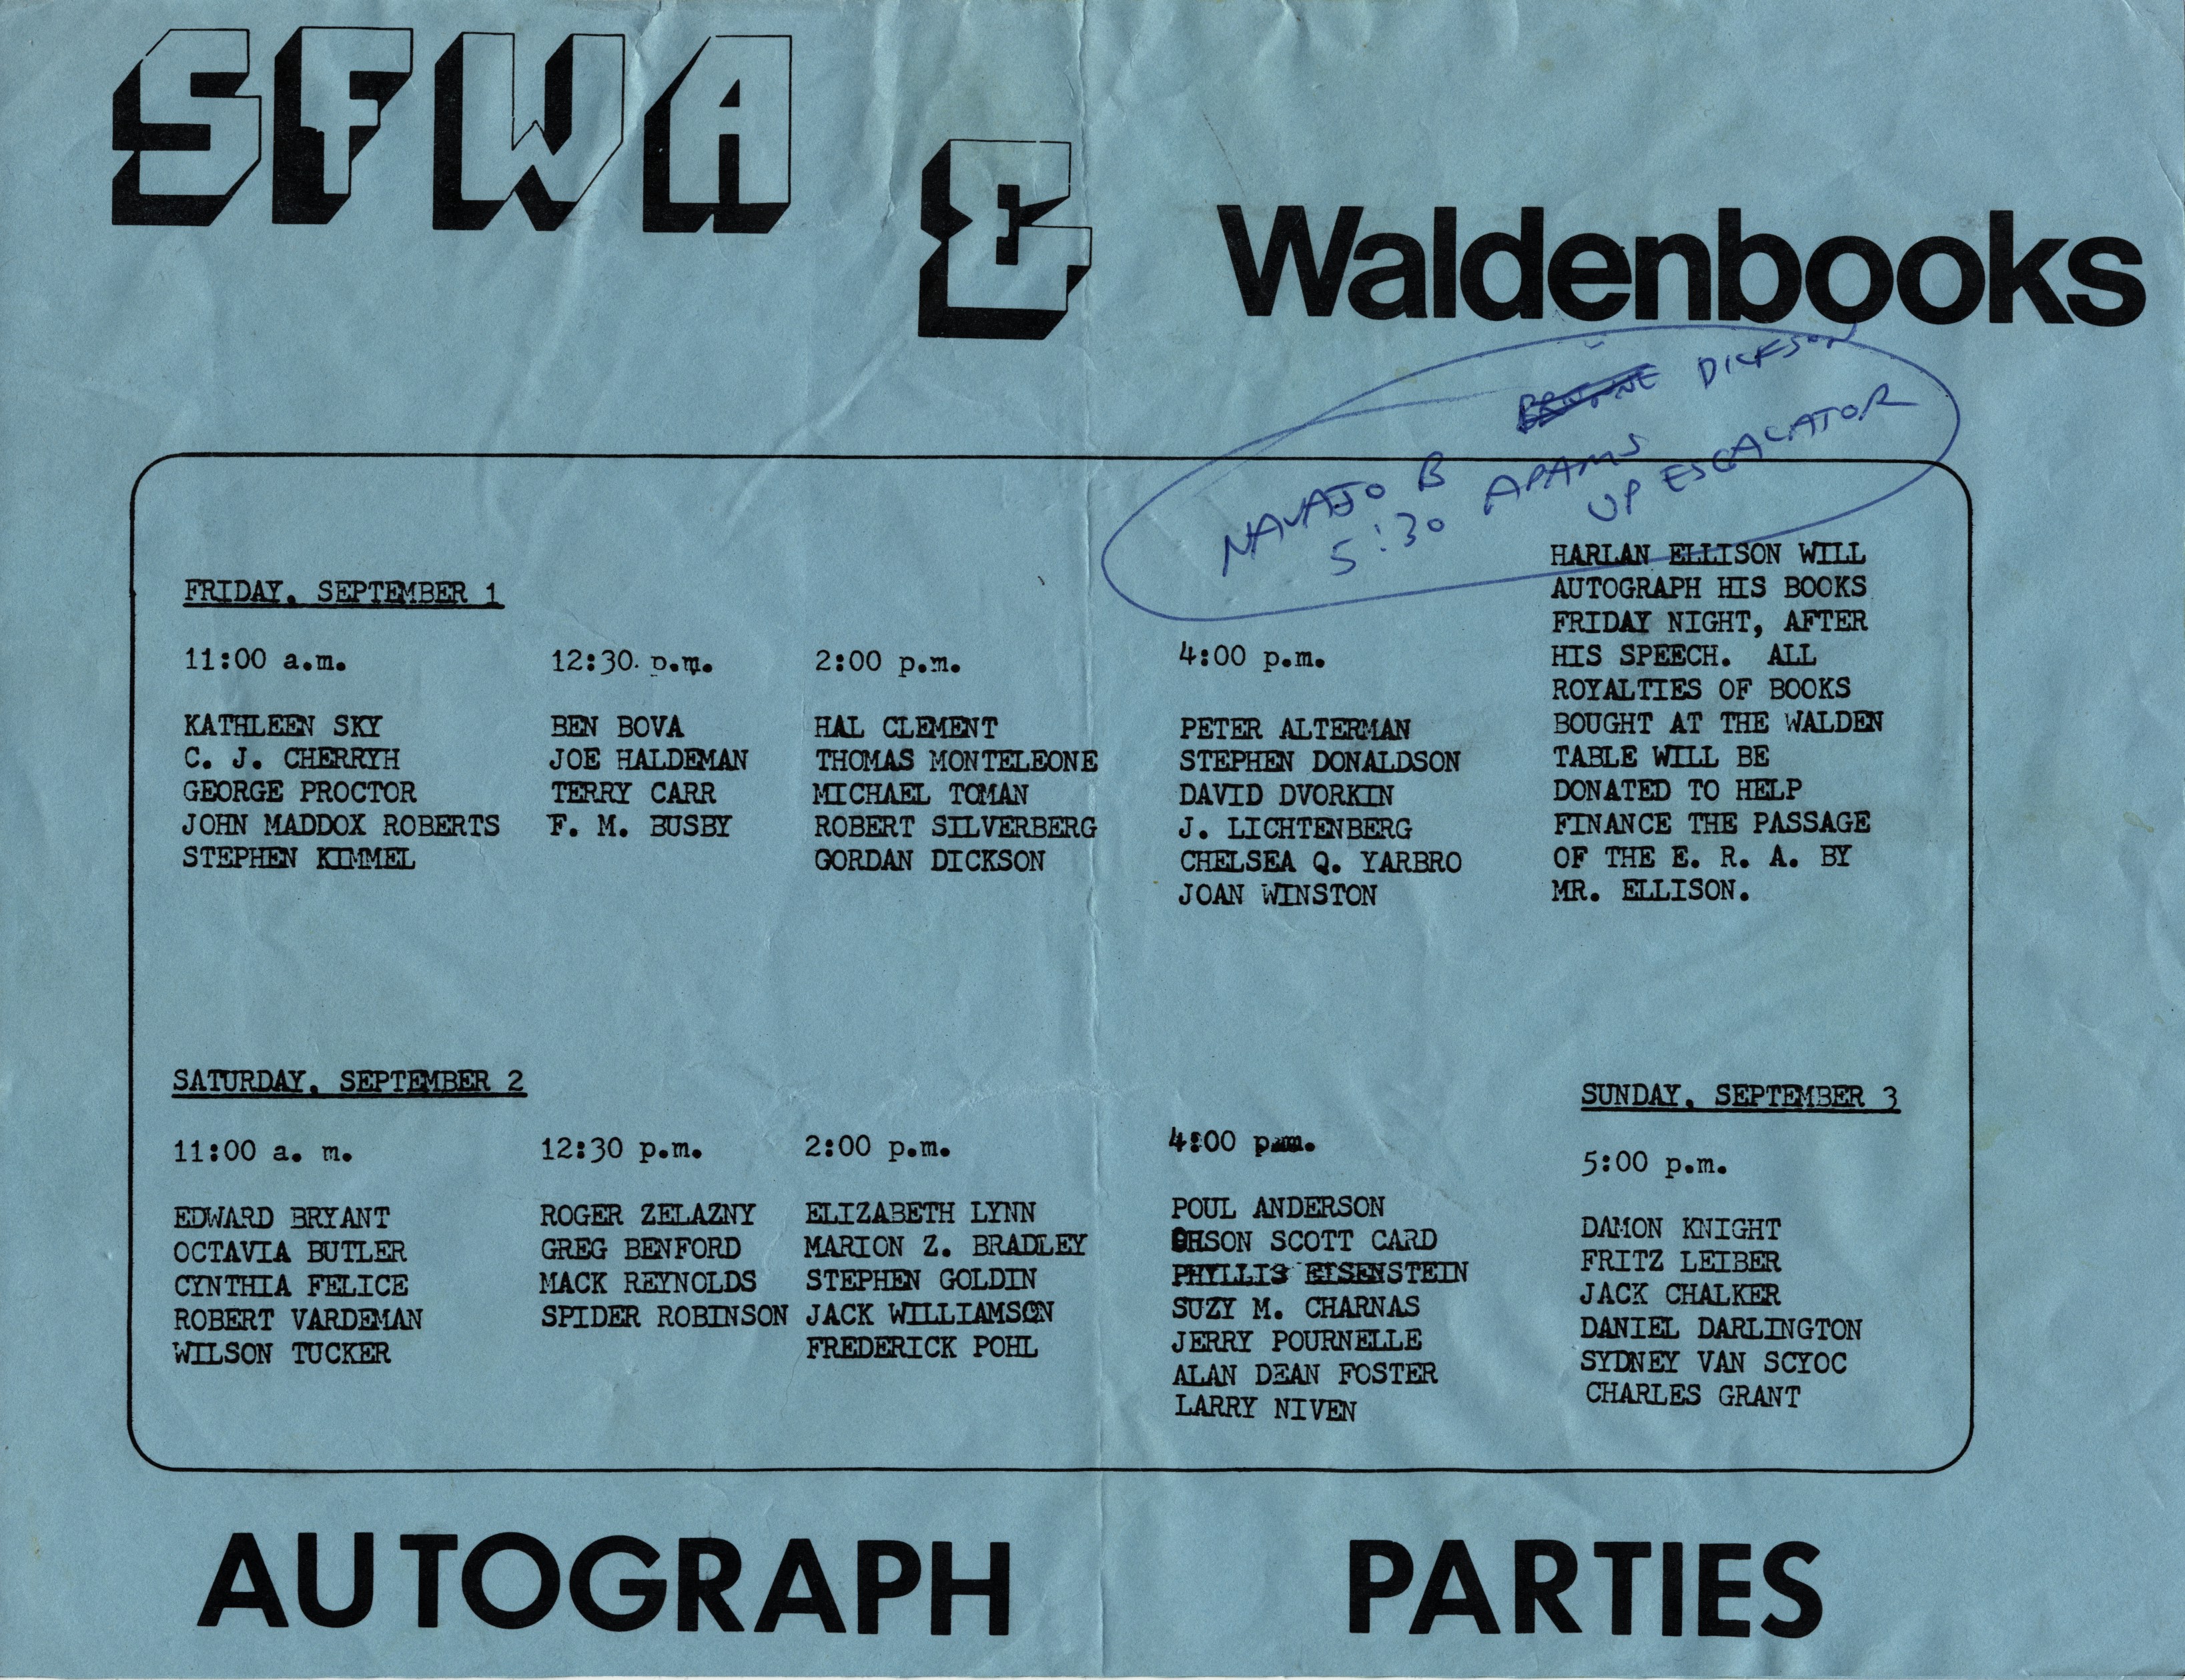 SFWA
&
Waldenbooks
DICKSON
NAVAJO B
5:30 ADAMS
UP ESCALATOR
FRIDAY, SEPTEMBER 1
11:00 a.m.
KATHLEEN SKY
C. J. CHERRYH
GEORGE PROCTOR
JOHN MADDOX ROBERTS
STEPHEN KIMMEL
12:30 p.m.
BEN BOVA
JOE HALDEMAN
TERRY CARR
F. M. BUSBY
2:00 p.m.
HAL CLEMENT
THOMAS MONTELEONE
MICHAEL TOMAN
ROBERT SILVERBERG
GORDAN DICKSON
4:00 p.m.
PETER ALTERMAN
STEPHEN DONALDSON
DAVID DVORKIN
J. LICHTENBERG
CHELSEA Q. YARBRO
JOAN WINSTON
HARLAN ELLISON WILL
AUTOGRAPH HIS BOOKS
FRIDAY NIGHT, AFTER
HIS SPEECH. ALL
ROYALTIES OF BOOKS
BOUGHT AT THE WALDEN
TABLE WILL BE
DONATED TO HELP
FINANCE THE PASSAGE
OF THE E. R. A. BY
MR. ELLISON.
SATURDAY, SEPTEMBER 2
11:00 a. m.
EDWARD BRYANT
OCTAVIA BUTLER
CYNTHIA FELICE
ROBERT VARDEMAN
WILSON TUCKER
12:30 p.m.
ROGER ZELAZNY
GREG BENFORD
MACK REYNOLDS
SPIDER ROBINSON
2:00 p.m.
ELIZABETH LYNN
MARION Z. BRADLEY
STEPHEN GOLDIN
JACK WILLIAMSON
FREDERICK POHL
4:00 p.m.
POUL ANDERSON
ORSON SCOTT CARD
PHYLLIS EISENSTEIN
SUZY M. CHARNAS
JERRY POURNELLE
ALAN DEAN FOSTER
LARRY NIVEN
SUNDAY, SEPTEMBER 3
5:00 p.m.
DAMON KNIGHT
FRITZ LEIBER
JACK CHALKER
DANIEL DARLINGTON
SYDNEY VAN SCYOC
CHARLES GRANT
AUTOGRAPH PARTIES